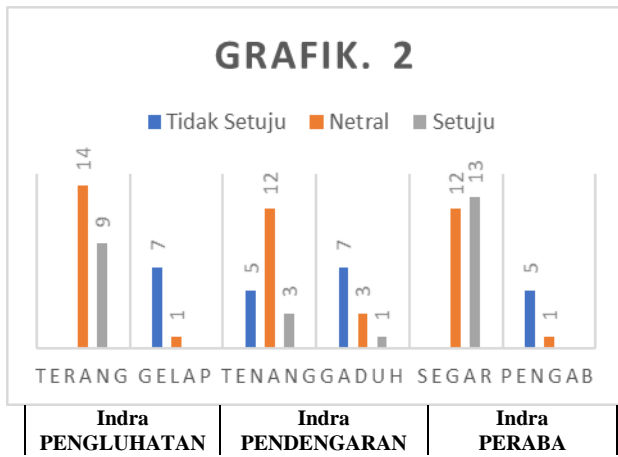 GRAFIK. 2
Tidak Setuju Netral Setuju
14
9
7
1
5
12
3
7
3
1
12
13
5
1
TERANG GELAP TENANG GADUH SEGAR PENGAB
Indra PENGLUHATAN
Indra PENDENGARAN
Indra PERABA